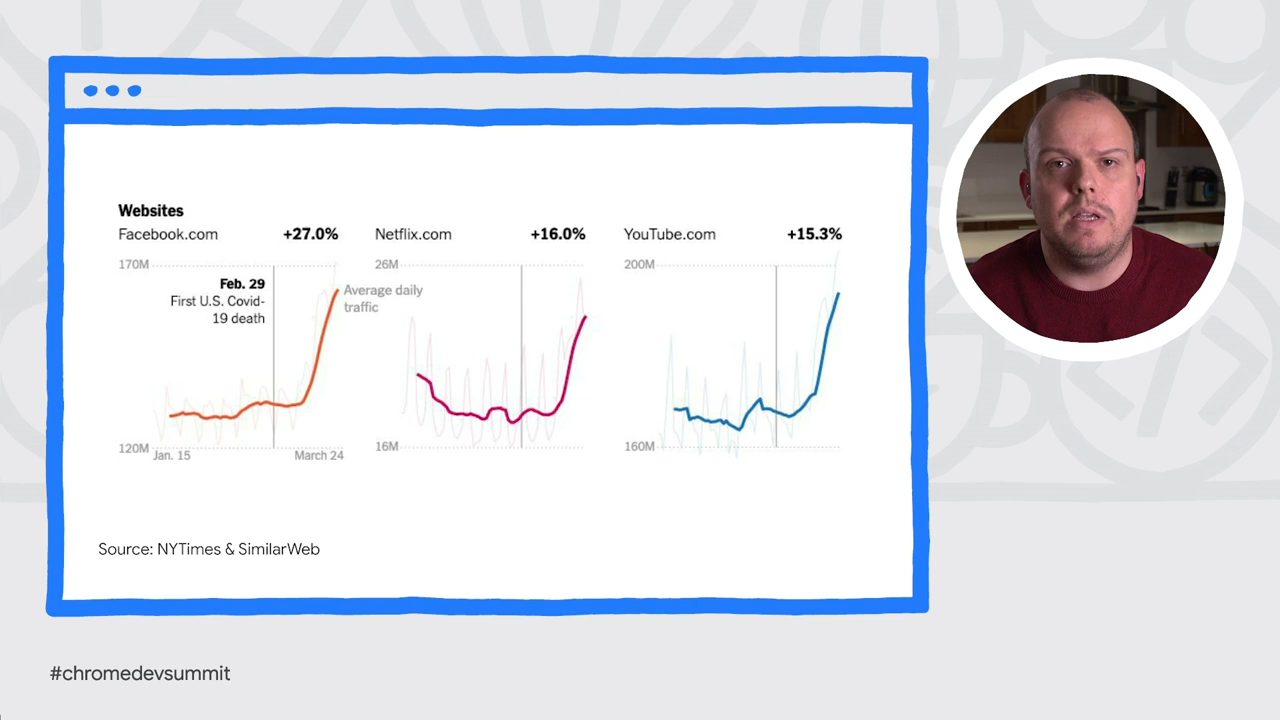 Websites
Facebook.com +27.0%
Netflix.com +16.0%
YouTube.com +15.3%
170M
Feb. 29
First U.S. Covid-
19 death
Average daily
traffic
120M
Jan. 15
March 24
26M
16M
200M
160M
Source: NYTimes & SimilarWeb
#chromedevsummit